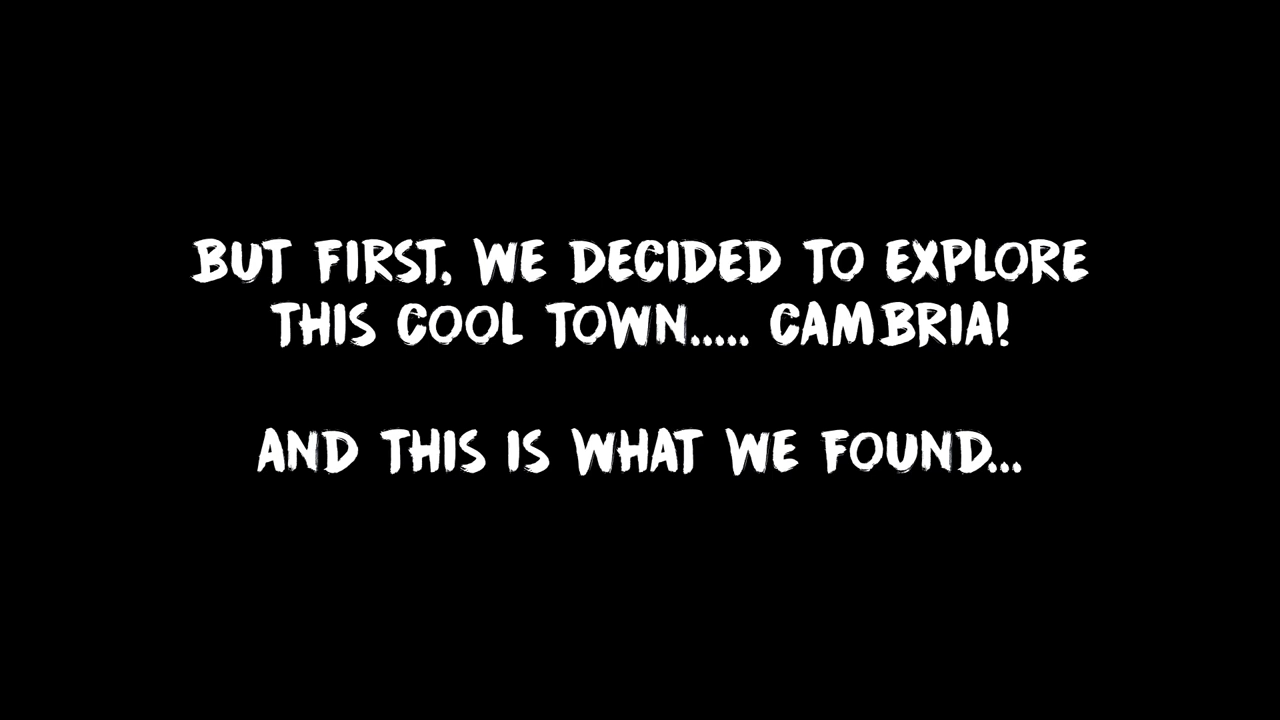 BUT FIRST, WE DECIDED TO EXPLORE
THIS COOL TOWN..... CAMBRIA!
AND THIS IS WHAT WE FOUND...